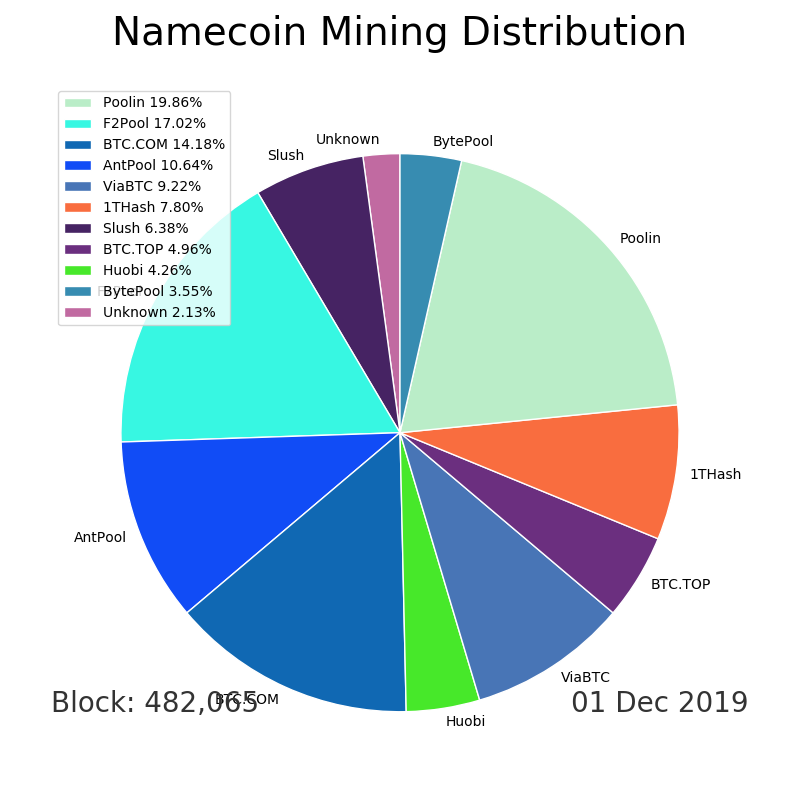 Namecoin Mining Distribution
Poolin 19.86%
F2Pool 17.02%
BTC.COM 14.18%
AntPool 10.64%
ViaBTC 9.22%
1THash 7.80%
Slush 6.38%
BTC.TOP 4.96%
Huobi 4.26%
BytePool 3.55%
Unknown 2.13%
Unknown
BytePool
Slush
Poolin
1THash
AntPool
BTC.TOP
ViaBTC
BTC.COM
Huobi
Block: 482,065
01 Dec 2019